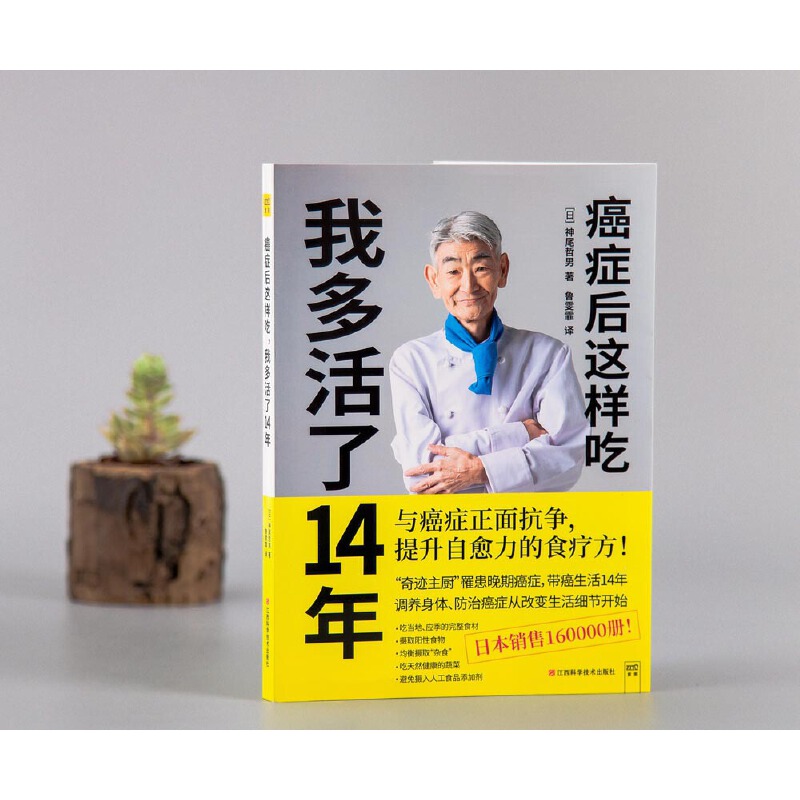 癌症后这样吃,
我多活了
14年
[日] 神尾哲男 著
鲁雯霏 译
癌症后这样吃
我多活了14年
与癌症正面抗争,
提升自愈力的食疗方!
“奇迹主厨”罹患晚期癌症,带癌生活14年
调养身体、防治癌症从改变生活细节开始
·吃当地、应季的完整食材
·摄取阳性食物
·均衡摄取“杂食”
·吃天然健康的蔬菜
·避免摄入人工食品添加剂
日本销售160000册!
江西科学技术出版社